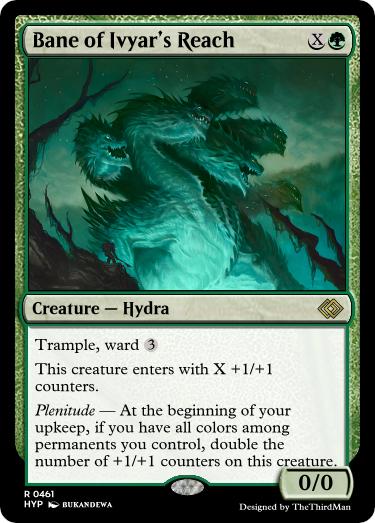 Bane of Ivyar's Reach X
Creature — Hydra
Trample, ward 3
This creature enters with X +1/+1
counters.
Plenitude — At the beginning of your
upkeep, if you have all colors among
permanents you control, double the
number of +1/+1 counters on this creature.
0/0
R 0461
HYP BUKANDEWA
Designed by TheThirdMan